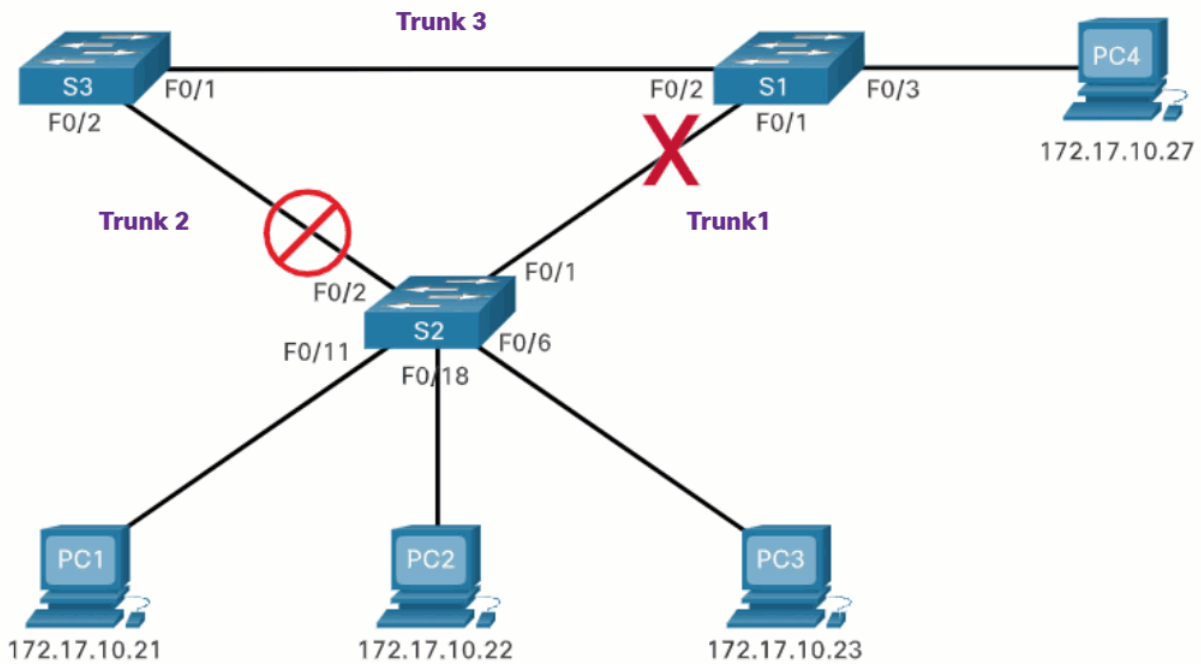 Trunk 3
S3
F0/1
F0/2
S1
F0/3
PC4
F0/2
F0/1
172.17.10.27
Trunk 2
Trunk1
F0/1
F0/2
S2
F0/6
F0/11
F0/18
PC1
PC2
PC3
172.17.10.21
172.17.10.22
172.17.10.23